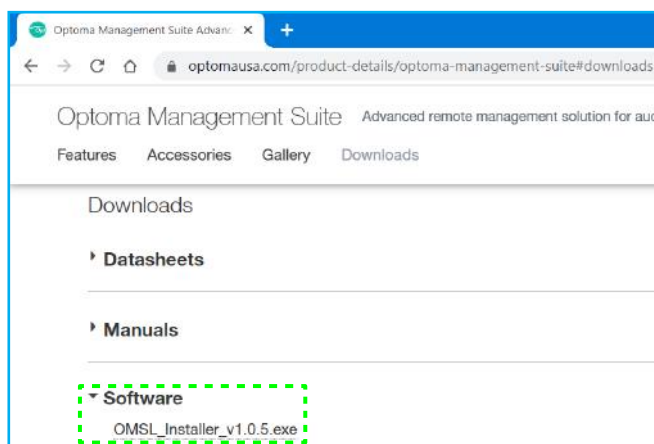 Optoma Management Suite Advanc
optomausa.com/product-details/optoma-management-suite#downloads
Optoma Management Suite Advanced remote management solution for aud
Features Accessories Gallery Downloads
Downloads
Datasheets
Manuals
Software
OMSL_Installer_v1.0.5.exe